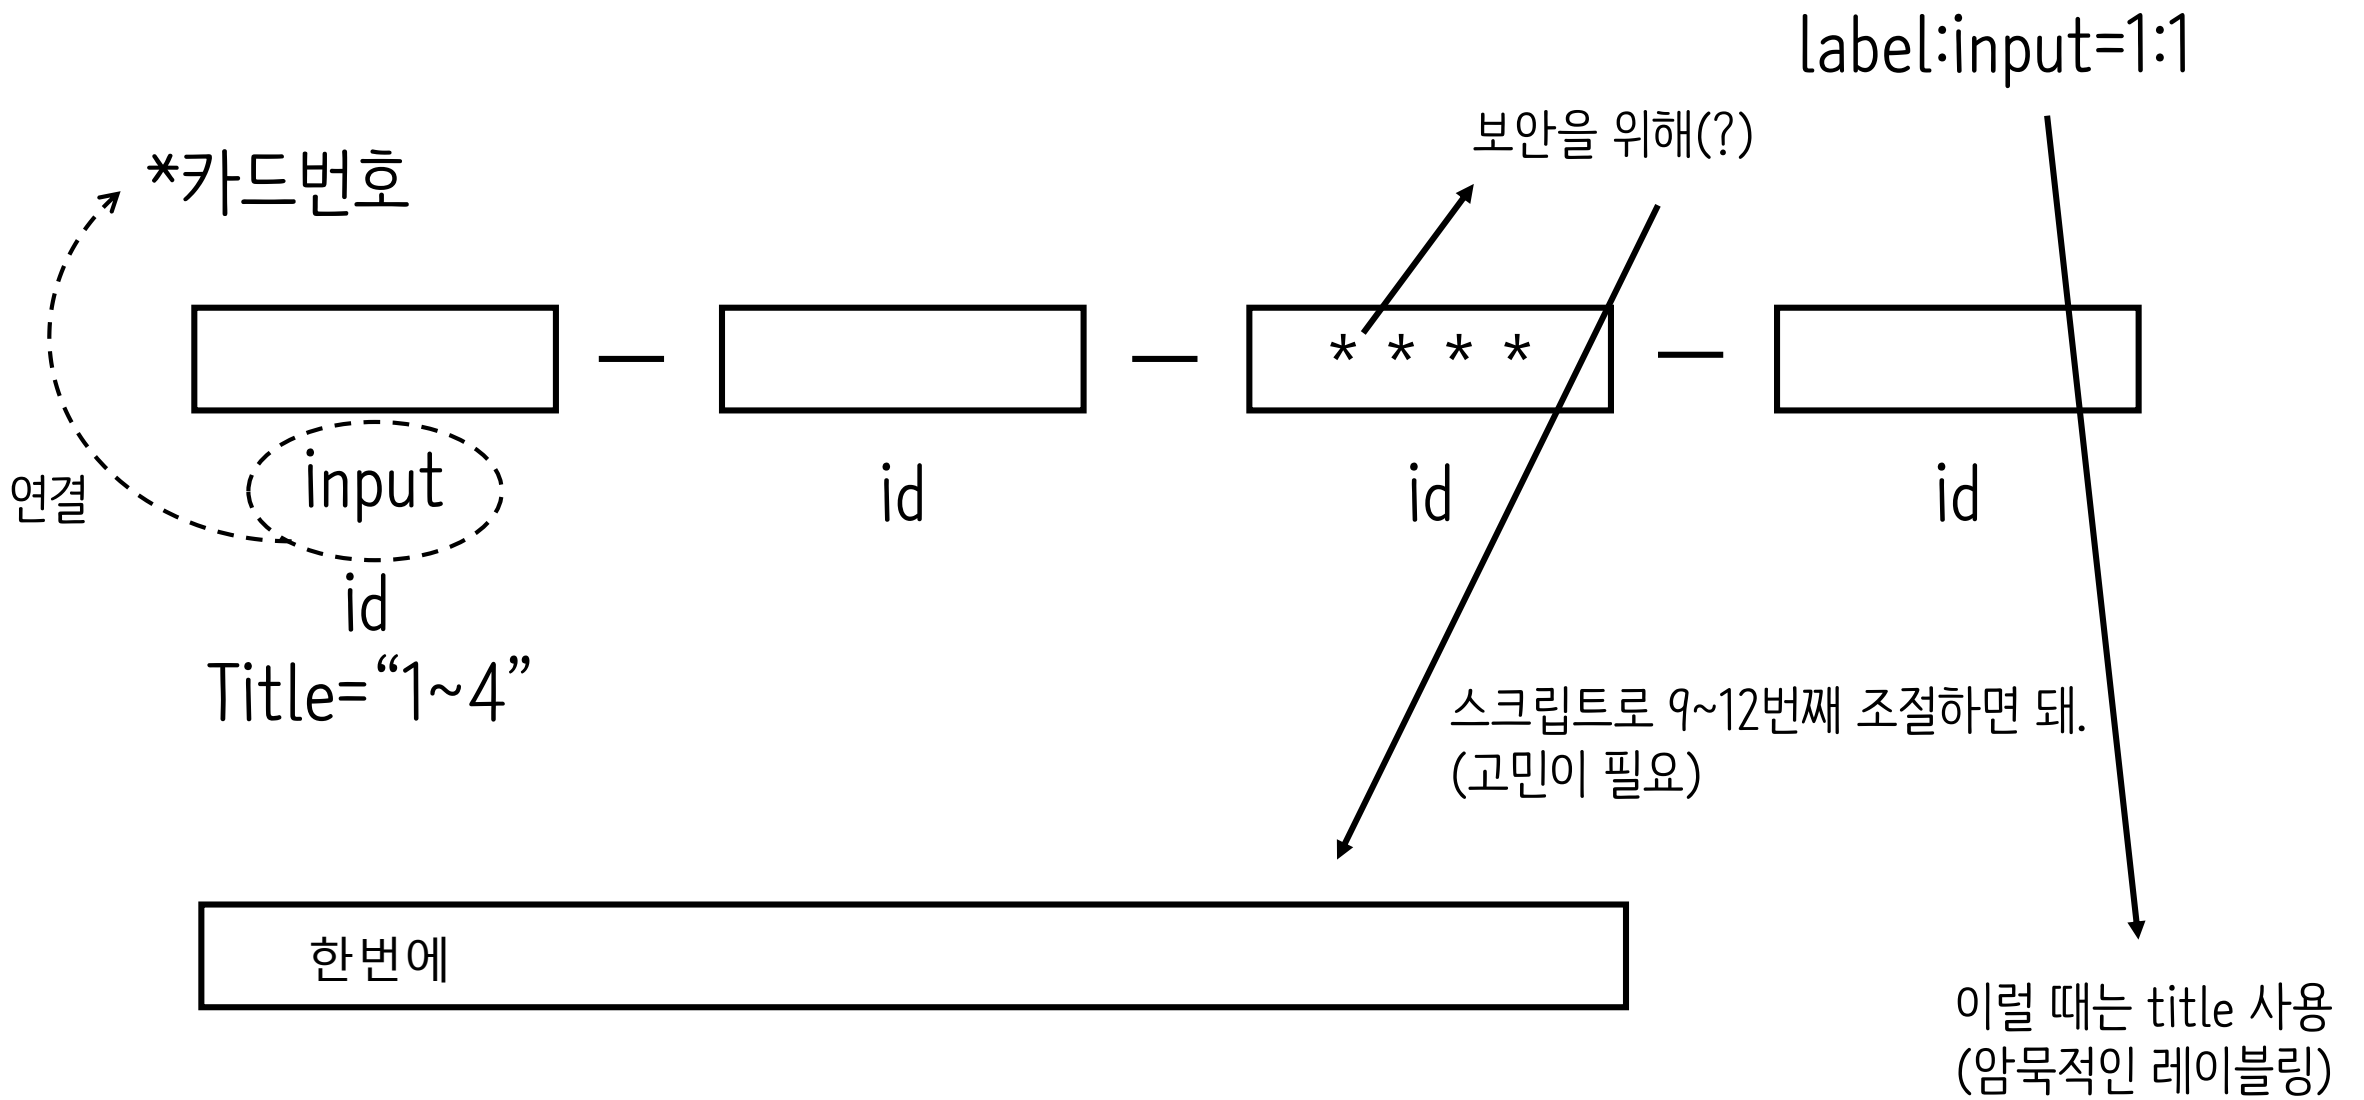 label:input=1:1
보안을 위해(?)
*카드번호
* * * *
연결
input
id
id
id
id
Title=“1~4”
스크립트로 9~12번째 조절하면 돼.
(고민이 필요)
한번에
이럴 때는 title 사용
(암묵적인 레이블링)